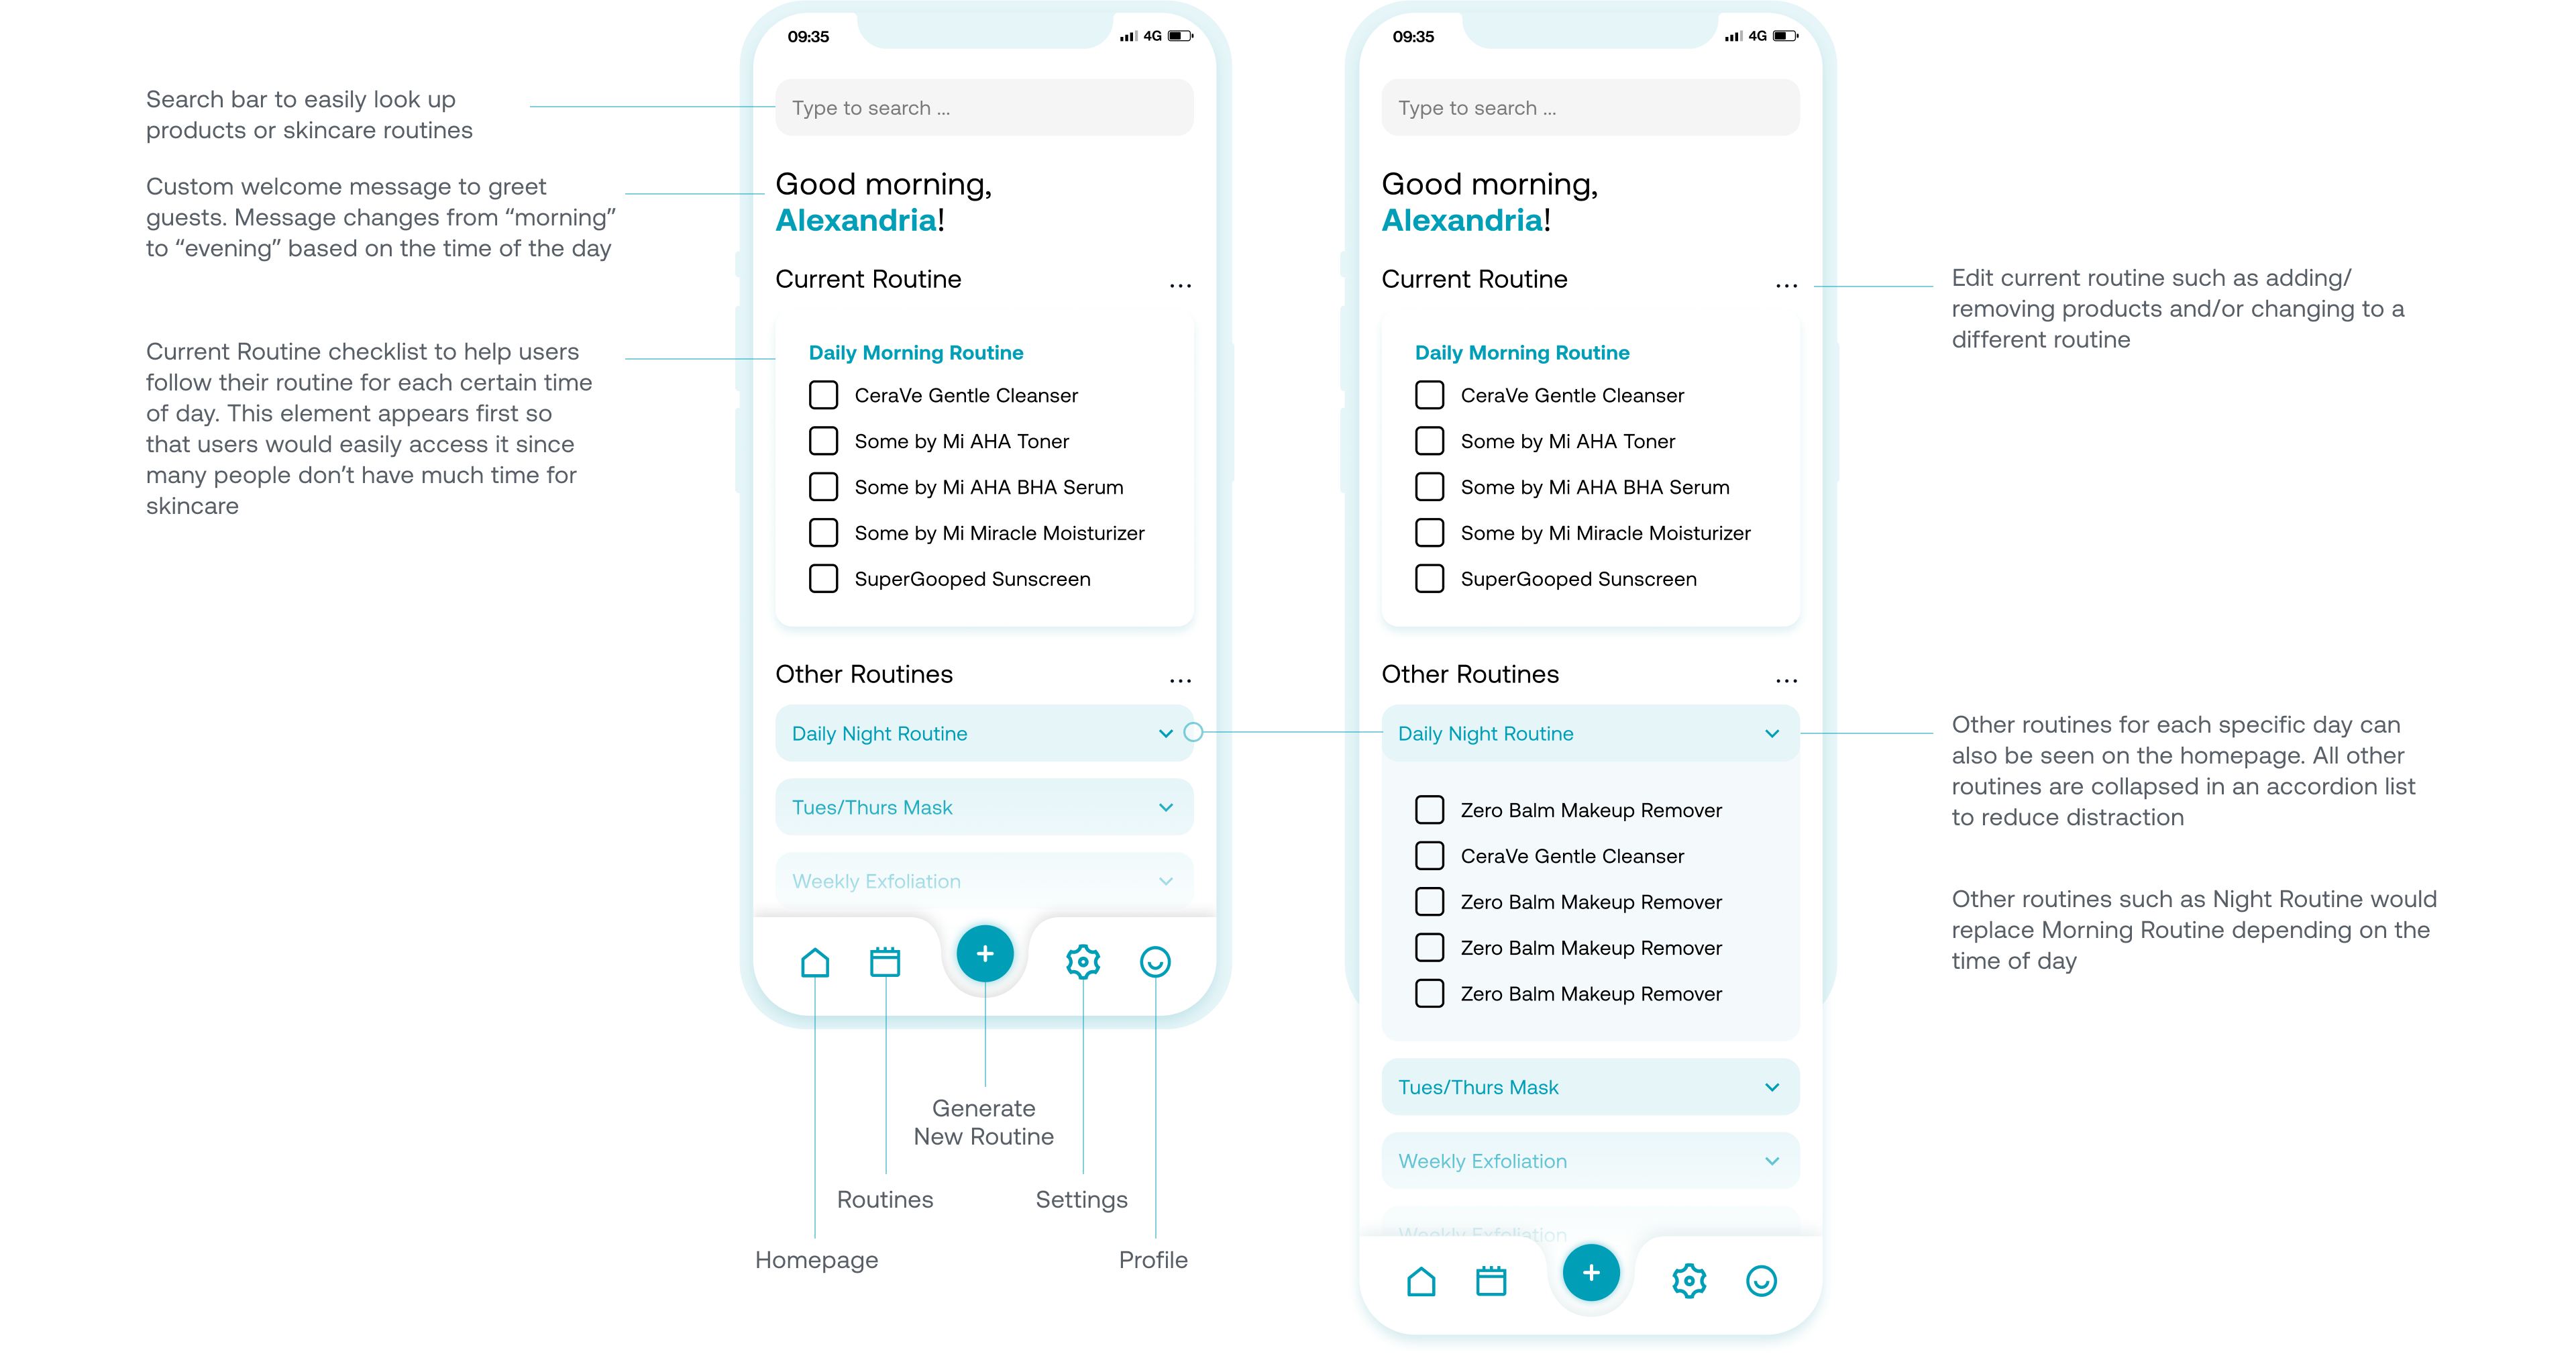 Search bar to easily look up
products or skincare routines
Custom welcome message to greet
guests. Message changes from “morning”
to “evening” based on the time of the day
Current Routine checklist to help users
follow their routine for each certain time
of day. This element appears first so
that users would easily access it since
many people don’t have much time for
skincare
09:35
4G
Type to search ...
Good morning,
Alexandria!
Current Routine ...
Daily Morning Routine
CeraVe Gentle Cleanser
Some by Mi AHA Toner
Some by Mi AHA BHA Serum
Some by Mi Miracle Moisturizer
SuperGooped Sunscreen
Other Routines ...
Daily Night Routine
Tues/Thurs Mask
Weekly Exfoliation
Generate
New Routine
Routines
Settings
Homepage
Profile
09:35
4G
Type to search ...
Good morning,
Alexandria!
Current Routine ...
Daily Morning Routine
CeraVe Gentle Cleanser
Some by Mi AHA Toner
Some by Mi AHA BHA Serum
Some by Mi Miracle Moisturizer
SuperGooped Sunscreen
Other Routines ...
Daily Night Routine
Zero Balm Makeup Remover
CeraVe Gentle Cleanser
Zero Balm Makeup Remover
Zero Balm Makeup Remover
Zero Balm Makeup Remover
Tues/Thurs Mask
Weekly Exfoliation
Weekly Exfoliation
Edit current routine such as adding/
removing products and/or changing to a
different routine
Other routines for each specific day can
also be seen on the homepage. All other
routines are collapsed in an accordion list
to reduce distraction
Other routines such as Night Routine would
replace Morning Routine depending on the
time of day